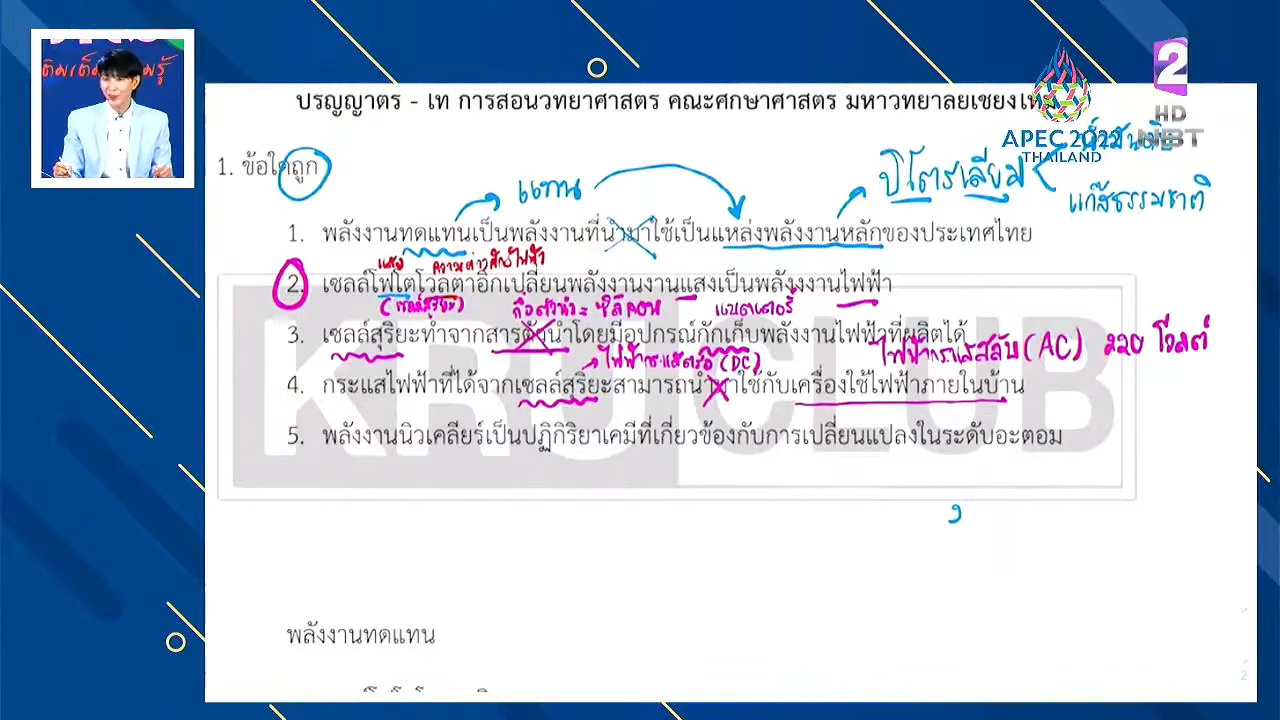 2
HD
NBT
APEC 2022
THAILAND
ปรญญาตร - เท การสอนวทยาศาสตร คณะศกษาศาสตร มหาวทยาลยเชยงใหม
1. ข้อใดถูก
แทน
ปิโตรเลียม
แก๊สธรรมชาติ
1. พลังงานทดแทนเป็นพลังงานที่นำมาใช้เป็นแหล่งพลังงานหลักของประเทศไทย
แสง ความต่างศักย์ไฟฟ้า
2. เซลล์โฟโตโวลตาอิกเปลี่ยนพลังงานงานแสงเป็นพลังงงานไฟฟ้า
(เซลล์สุริยะ) กึ่งตัวนำ = ซิลิคอน แบตเตอรี่
3. เซลล์สุริยะทำจากสารตัวนำโดยมีอุปกรณ์กักเก็บพลังงานไฟฟ้าที่ผลิตได้
ไฟฟ้ากระแสตรง (DC) ไฟฟ้ากระแสสลับ (AC) 220 โวลต์
4. กระแสไฟฟ้าที่ได้จากเซลล์สุริยะสามารถนำมาใช้กับเครื่องใช้ไฟฟ้าภายในบ้าน
5. พลังงานนิวเคลียร์เป็นปฏิกิริยาเคมีที่เกี่ยวข้องกับการเปลี่ยนแปลงในระดับอะตอม
KRU CLUB
พลังงานทดแทน
2